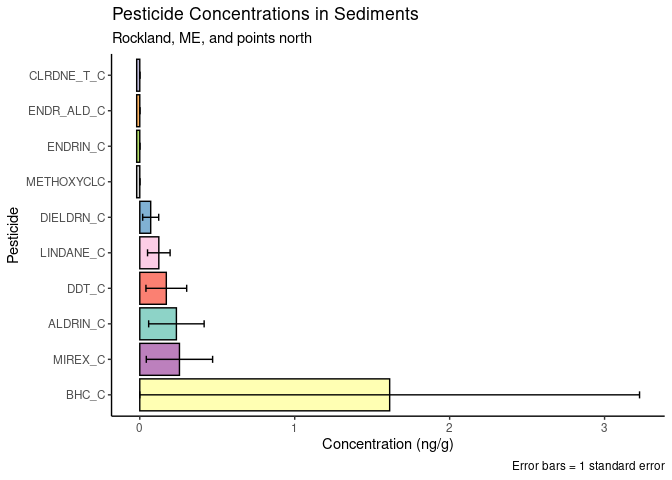 Pesticide Concentrations in Sediments
Rockland, ME, and points north
Pesticide
CLRDNE_T_C
ENDR_ALD_C
ENDRIN_C
METHOXYCLC
DIELDRN_C
LINDANE_C
DDT_C
ALDRIN_C
MIREX_C
BHC_C
0 1 2 3
Concentration (ng/g)
Error bars = 1 standard error